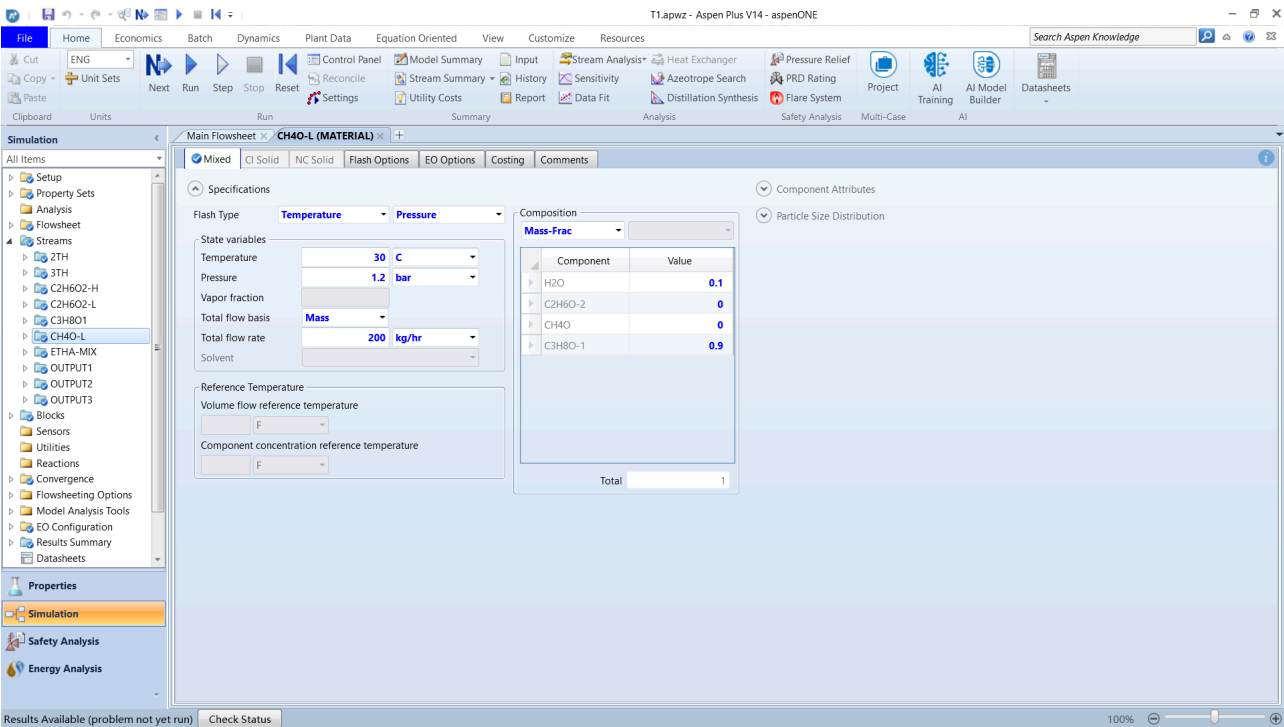 T1.apwz - Aspen Plus V14 - aspenONE
File Home Economics Batch Dynamics Plant Data Equation Oriented View Customize Resources Search Aspen Knowledge
Cut ENG Control Panel Model Summary Input Stream Analysis Heat Exchanger Pressure Relief
Copy Unit Sets Reconcile Stream Summary History Sensitivity Azeotrope Search PRD Rating
Paste Next Run Step Stop Reset Settings Utility Costs Report Data Fit Distillation Synthesis Flare System Project AI Training AI Model Builder Datasheets
Clipboard Units Run Summary Analysis Safety Analysis Multi-Case AI
Simulation
All Items
Setup
Property Sets
Analysis
Flowsheet
Streams
2TH
3TH
C2H6O2-H
C2H6O2-L
C3H8O1
CH4O-L
ETHA-MIX
OUTPUT1
OUTPUT2
OUTPUT3
Blocks
Sensors
Utilities
Reactions
Convergence
Flowsheeting Options
Model Analysis Tools
EO Configuration
Results Summary
Datasheets
Properties
Simulation
Safety Analysis
Energy Analysis
Main Flowsheet CH4O-L (MATERIAL) +
Mixed CI Solid NC Solid Flash Options EO Options Costing Comments
Specifications
Flash Type Temperature Pressure
State variables
Temperature 30 C
Pressure 1.2 bar
Vapor fraction
Total flow basis Mass
Total flow rate 200 kg/hr
Solvent
Reference Temperature
Volume flow reference temperature
F
Component concentration reference temperature
F
Composition
Mass-Frac
Component Value
H2O 0.1
C2H6O-2 0
CH4O 0
C3H8O-1 0.9
Total 1
Component Attributes
Particle Size Distribution
Results Available (problem not yet run) Check Status 100%